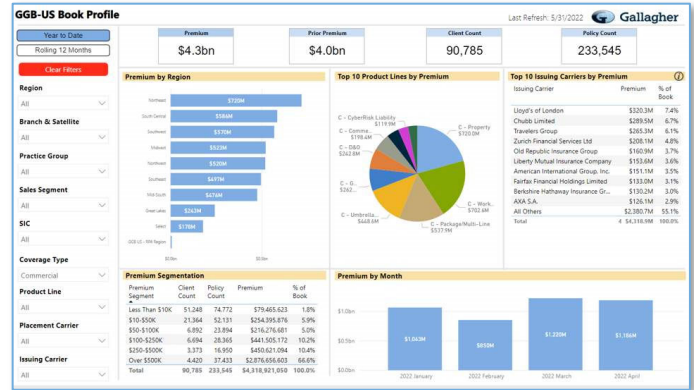 GGB-US Book Profile
Last Refresh: 5/31/2022
Gallagher
Year to Date
Rolling 12 Months
Clear Filters
Premium
$4.3bn
Prior Premium
$4.0bn
Client Count
90,785
Policy Count
233,545
Region
All
Branch & Satellite
All
Practice Group
All
Sales Segment
All
SIC
All
Coverage Type
Commercial
Product Line
All
Placement Carrier
All
Issuing Carrier
All
Premium by Region
Northeast $735M
South Central $586M
Southwest $570M
Midwest $523M
Northwest $520M
Southeast $497M
Mid-South $476M
Great Lakes $243M
Select $170M
$0.0bn
Top 10 Product Lines by Premium
C - CyberRisk Liability
$119.9M
C - Comme...
$198.4M
C - D&O
$242.8M
C - G...
$262...
C - Umbrella...
$448.6M
C - Package/Multi-Line
$537.9M
C - Work...
$702.6M
C - Property
$720.0M
Top 10 Issuing Carriers by Premium
Issuing Carrier Premium % of Book
Lloyd's of London $320.3M 7.4%
Chubb Limited $289.5M 6.7%
Travelers Group $265.3M 6.1%
Zurich Financial Services Ltd $208.1M 4.8%
Old Republic Insurance Group $160.9M 3.7%
Liberty Mutual Insurance Company $153.6M 3.6%
American International Group, Inc. $151.1M 3.5%
Fairfax Financial Holdings Limited $133.0M 3.1%
Berkshire Hathaway Insurance Gr... $130.2M 3.0%
AXA S.A. $126.1M 2.9%
All Others $2,380.7M 55.1%
Total $4,318.9M 100.0%
Premium Segmentation
Premium Segment Client Count Policy Count Premium % of Book
Less Than $10K 51,248 74,772 $79,465,623 1.8%
$10-$50K 21,364 52,131 $254,395,876 5.9%
$50-$100K 6,892 23,894 $216,276,681 5.0%
$100-$250K 6,694 28,365 $441,505,172 10.2%
$250-$500K 3,373 16,950 $450,621,094 10.4%
Over $500K 4,420 37,433 $2,876,656,603 66.6%
Total 90,785 233,545 $4,318,921,050 100.0%
Premium by Month
$1.0bn
$0.5bn
$0.0bn
$1,063M
$850M
$1,220M
$1,186M
2022 January
2022 February
2022 March
2022 April